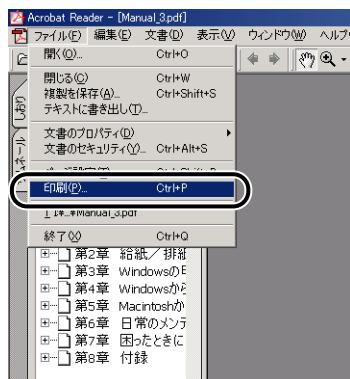 Acrobat Reader - [Manual_3.pdf]
ファイル(F) 編集(E) 文書(D) 表示(V) ウィンドウ(W) ヘルプ
開く(O)... Ctrl+O
閉じる(C) Ctrl+W
複製を保存(A)... Ctrl+Shift+S
テキストに書き出し(T)...
文書のプロパティ(D)
文書のセキュリティ(Y)... Ctrl+Alt+S
印刷(P)... Ctrl+P
1 I:¥...¥Manual_3.pdf
終了(X) Ctrl+Q
しおり
第2章 給紙／排紙
第3章 Windowsの
第4章 Windowsから
第5章 Macintoshが
第6章 日常のメンテ
第7章 困ったときに
第8章 付録